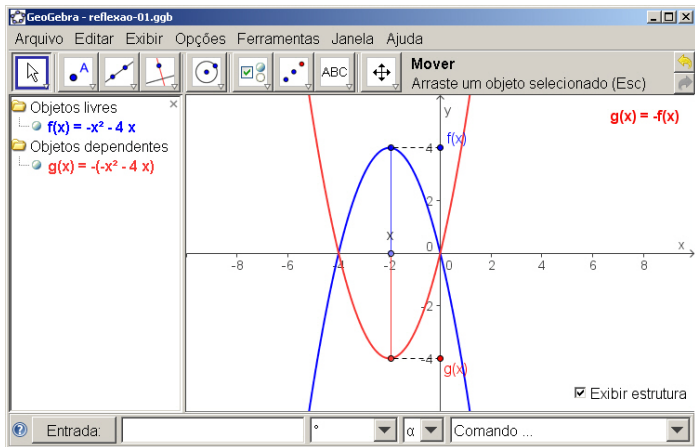 GeoGebra - reflexao-01.ggb
Arquivo Editar Exibir Opções Ferramentas Janela Ajuda
A
ABC
Mover
Arraste um objeto selecionado (Esc)
Objetos livres
f(x) = -x² - 4 x
Objetos dependentes
g(x) = -(-x² - 4 x)
y
g(x) = -f(x)
4
f(x)
2
x
0
x
-8 -6 -4 -2 0 2 4 6 8
-2
-4
g(x)
Exibir estrutura
Entrada:
°
α
Comando ...